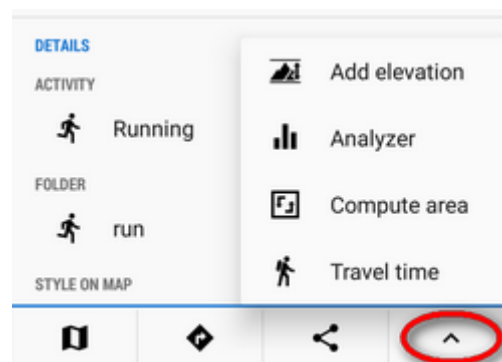 DETAILS
ACTIVITY
Running
FOLDER
run
STYLE ON MAP
Add elevation
Analyzer
Compute area
Travel time